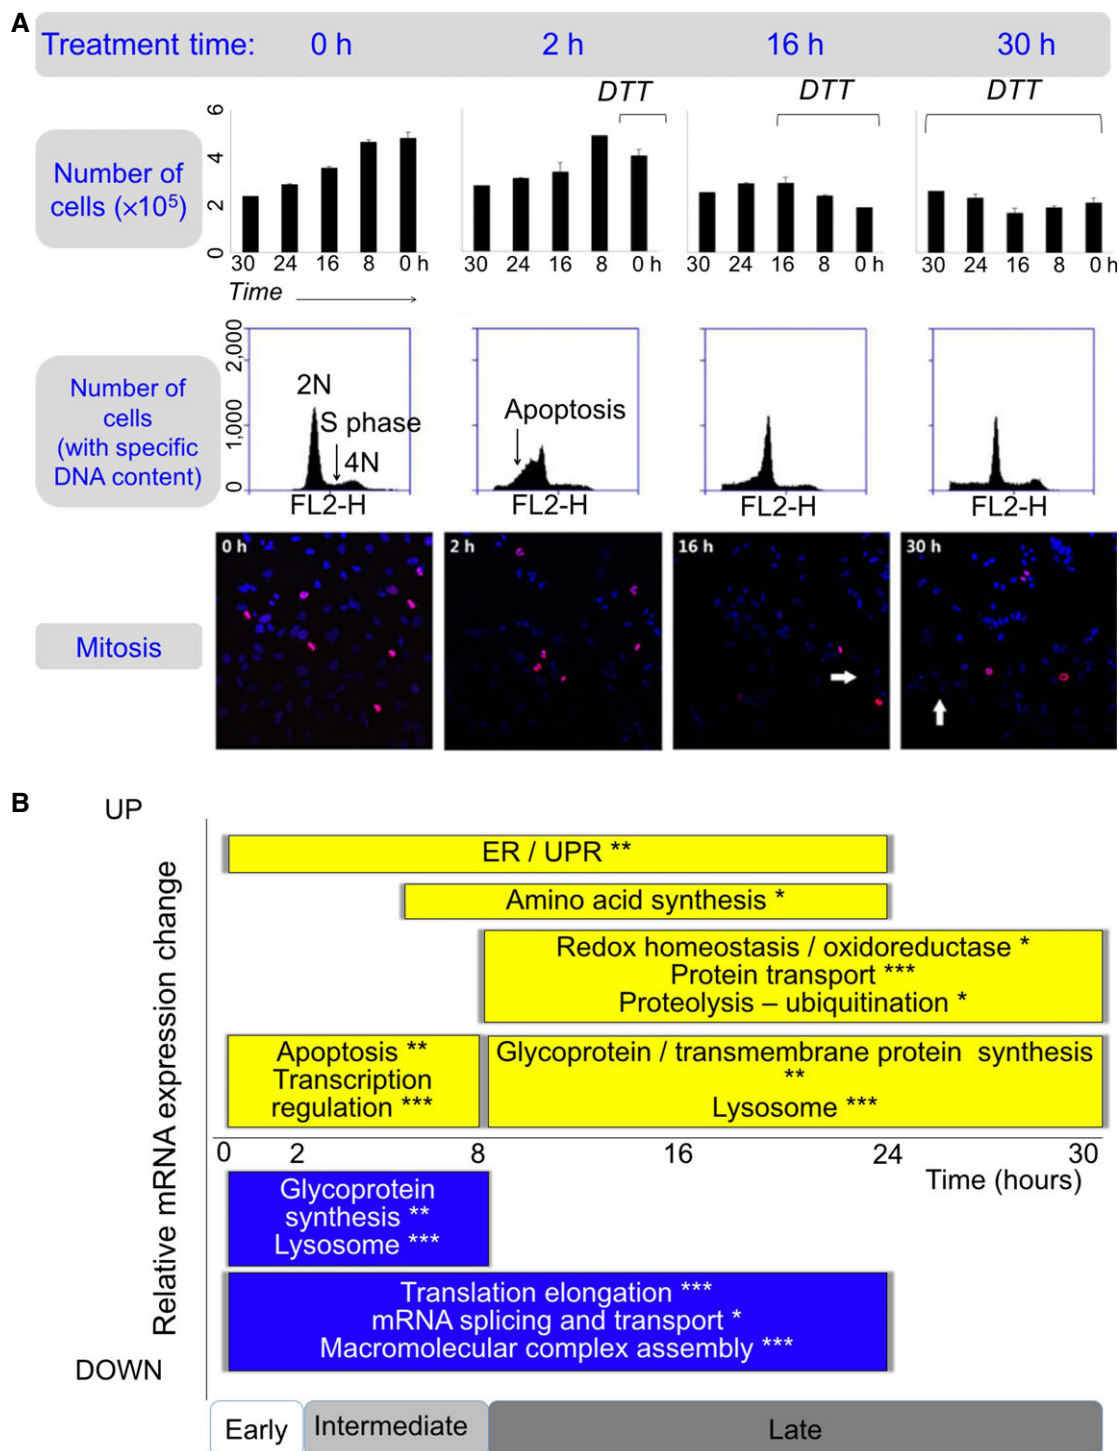 A
Treatment time: 0 h 2 h 16 h 30 h
DTT DTT DTT
Number of
cells (×10⁵)
6
4
2
0
30 24 16 8 0 h
30 24 16 8 0 h
30 24 16 8 0 h
30 24 16 8 0 h
Time
Number of
cells
(with specific
DNA content)
2,000
1,000
0
2N
S phase
4N
Apoptosis
FL2-H FL2-H FL2-H FL2-H
Mitosis
0 h 2 h 16 h 30 h
B
UP
Relative mRNA expression change
DOWN
ER / UPR **
Amino acid synthesis *
Redox homeostasis / oxidoreductase *
Protein transport ***
Proteolysis – ubiquitination *
Apoptosis **
Transcription
regulation ***
Glycoprotein / transmembrane protein synthesis
**
Lysosome ***
0 2 8 16 24 30
Time (hours)
Glycoprotein
synthesis **
Lysosome ***
Translation elongation ***
mRNA splicing and transport *
Macromolecular complex assembly ***
Early Intermediate Late